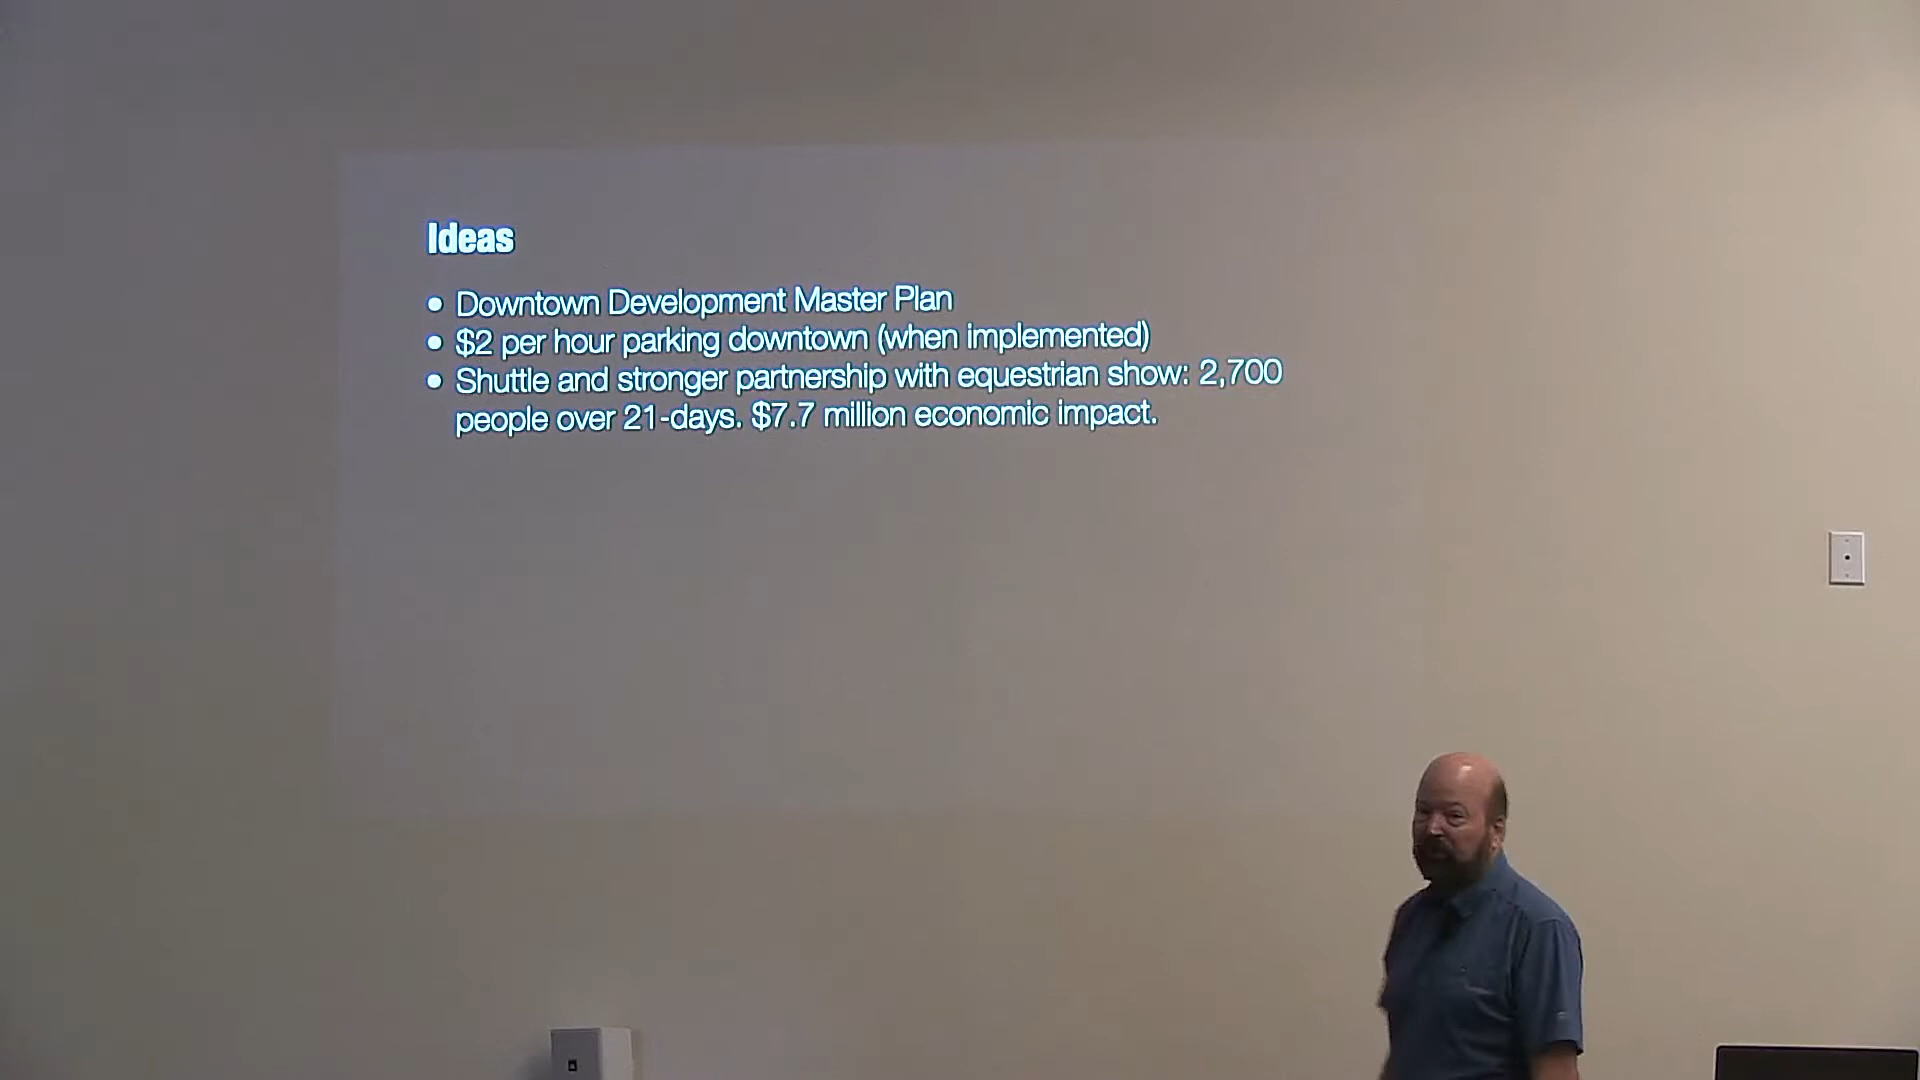 Ideas
• Downtown Development Master Plan
• $2 per hour parking downtown (when implemented)
• Shuttle and stronger partnership with equestrian show: 2,700
people over 21-days. $7.7 million economic impact.